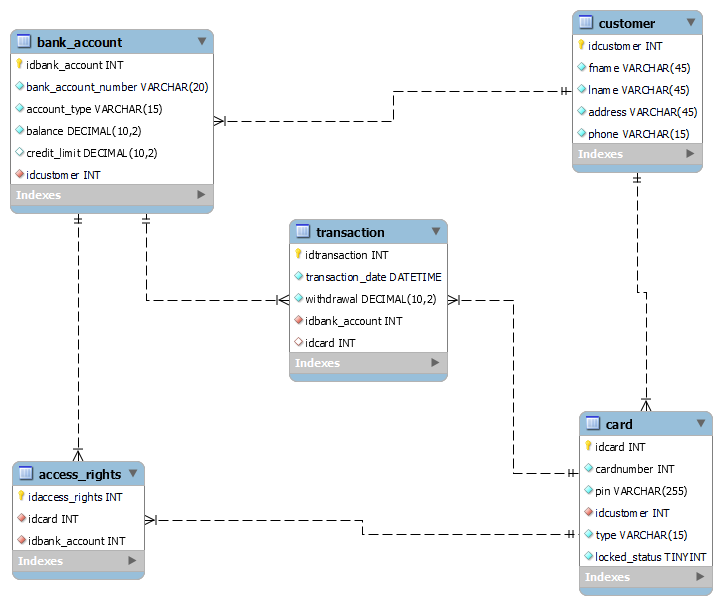 bank_account
idbank_account INT
bank_account_number VARCHAR(20)
account_type VARCHAR(15)
balance DECIMAL(10,2)
credit_limit DECIMAL(10,2)
idcustomer INT
Indexes
customer
idcustomer INT
fname VARCHAR(45)
lname VARCHAR(45)
address VARCHAR(45)
phone VARCHAR(15)
Indexes
transaction
idtransaction INT
transaction_date DATETIME
withdrawal DECIMAL(10,2)
idbank_account INT
idcard INT
Indexes
access_rights
idaccess_rights INT
idcard INT
idbank_account INT
Indexes
card
idcard INT
cardnumber INT
pin VARCHAR(255)
idcustomer INT
type VARCHAR(15)
locked_status TINYINT
Indexes